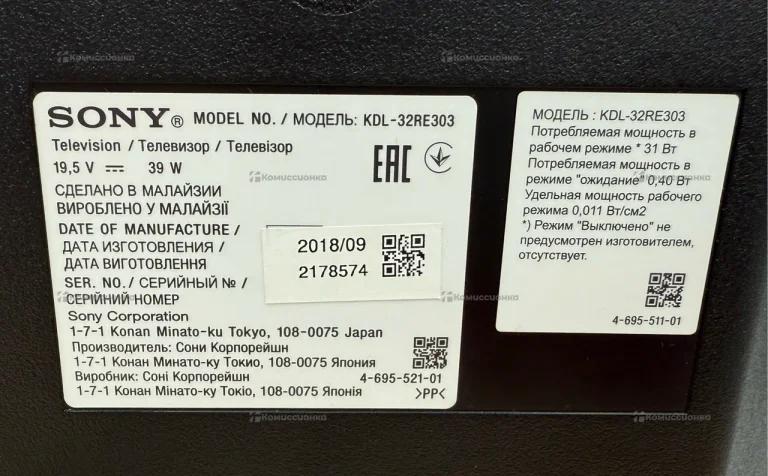 SONY® MODEL NO. / МОДЕЛЬ: KDL-32RE303
Television / Телевизор / Телевізор
19,5 V ⎓ 39 W
EAC
СДЕЛАНО В МАЛАЙЗИИ
ВИРОБЛЕНО У МАЛАЙЗІЇ
DATE OF MANUFACTURE /
ДАТА ИЗГОТОВЛЕНИЯ /
ДАТА ВИГОТОВЛЕННЯ
SER. NO. / СЕРИЙНЫЙ № /
СЕРІЙНИЙ НОМЕР
2018/09
2178574
Sony Corporation
1-7-1 Konan Minato-ku Tokyo, 108-0075 Japan
Производитель: Сони Корпорейшн
1-7-1 Конан Минато-ку Токио, 108-0075 Япония
Виробник: Соні Корпорейшн
1-7-1 Конан Мінато-ку Токіо, 108-0075 Японія
4-695-521-01
>PP<
МОДЕЛЬ : KDL-32RE303
Потребляемая мощность в
рабочем режиме * 31 Вт
Потребляемая мощность в
режиме "ожидание" 0,40 Вт
Удельная мощность рабочего
режима 0,011 Вт/см2
*) Режим "Выключено" не
предусмотрен изготовителем,
отсутствует.
4-695-511-01
Комиссионка
Комиссионка
Комиссионка
Комиссионка
Комиссионка
Комиссионка
Комиссионка
Комиссионка